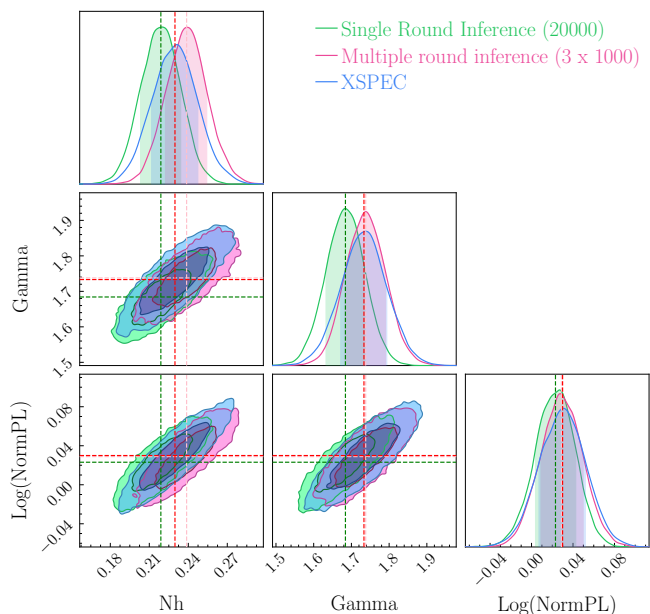 Single Round Inference (20000)
Multiple round inference (3 x 1000)
XSPEC
Gamma
1.9
1.8
1.7
1.6
1.5
Log(NormPL)
0.08
0.04
0.00
−0.04
0.18
0.21
0.24
0.27
1.5
1.6
1.7
1.8
1.9
−0.04
0.00
0.04
0.08
Nh
Gamma
Log(NormPL)